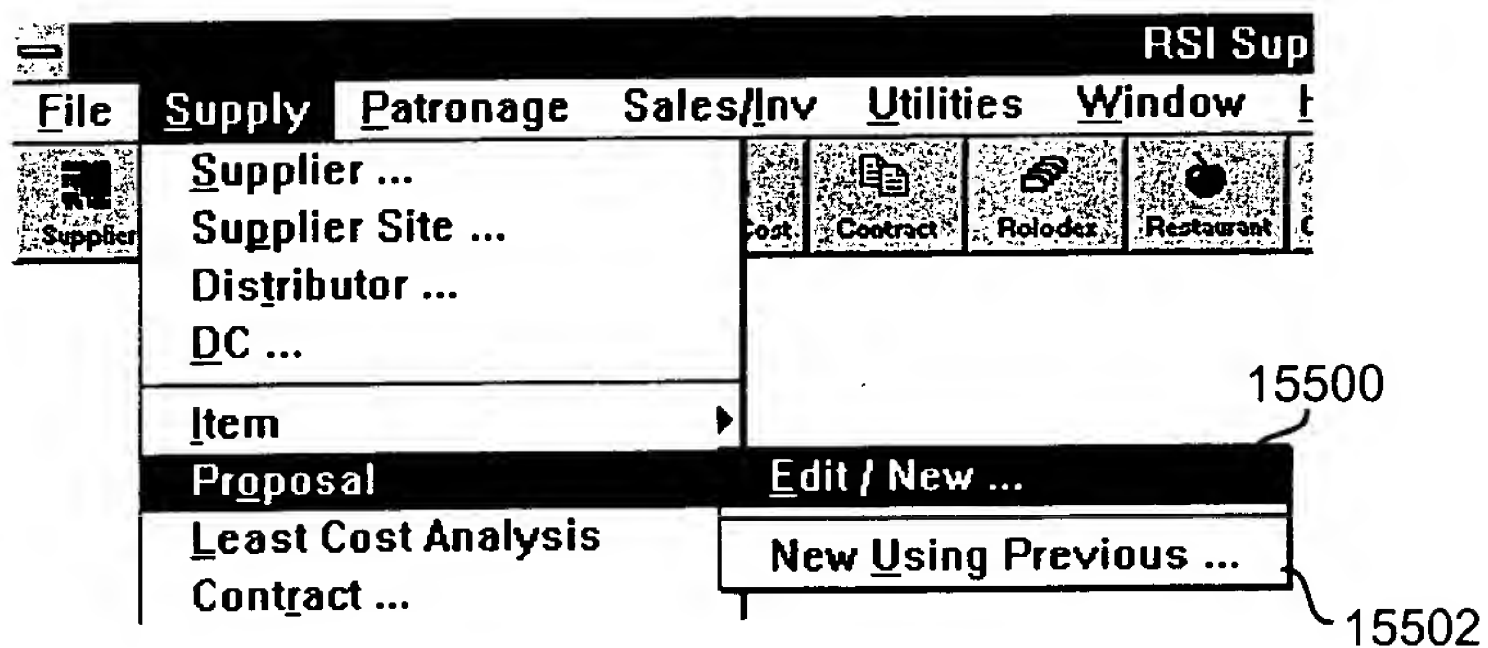 RSI Sup
File Supply Patronage Sales/Inv Utilities Window
Supplier Cost Contract Rolodex Restaurant
Supplier ...
Supplier Site ...
Distributor ...
DC ...
Item
Proposal
Least Cost Analysis
Contract ...
15500
Edit / New ...
New Using Previous ...
15502